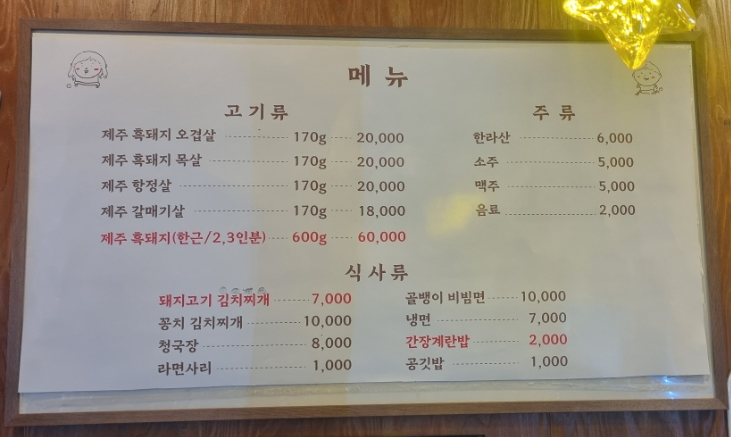 메뉴
고기류
제주 흑돼지 오겹살 170g 20,000
제주 흑돼지 목살 170g 20,000
제주 항정살 170g 20,000
제주 갈매기살 170g 18,000
제주 흑돼지(한근/2,3인분) 600g 60,000
주류
한라산 6,000
소주 5,000
맥주 5,000
음료 2,000
식사류
돼지고기 김치찌개 7,000
꽁치 김치찌개 10,000
청국장 8,000
라면사리 1,000
골뱅이 비빔면 10,000
냉면 7,000
간장계란밥 2,000
공깃밥 1,000